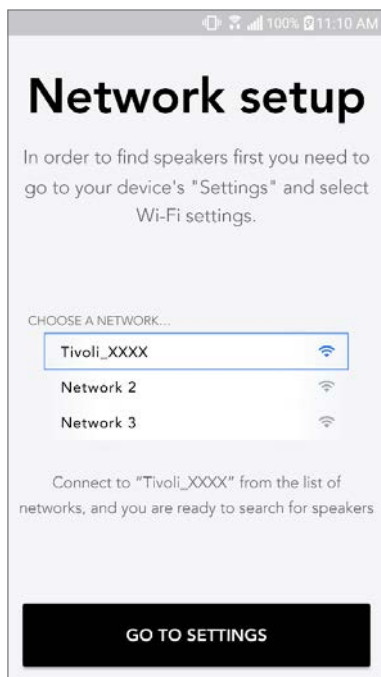 100% 11:10 AM
Network setup
In order to find speakers first you need to
go to your device's "Settings" and select
Wi-Fi settings.
CHOOSE A NETWORK...
Tivoli_XXXX
Network 2
Network 3
Connect to "Tivoli_XXXX" from the list of
networks, and you are ready to search for speakers
GO TO SETTINGS